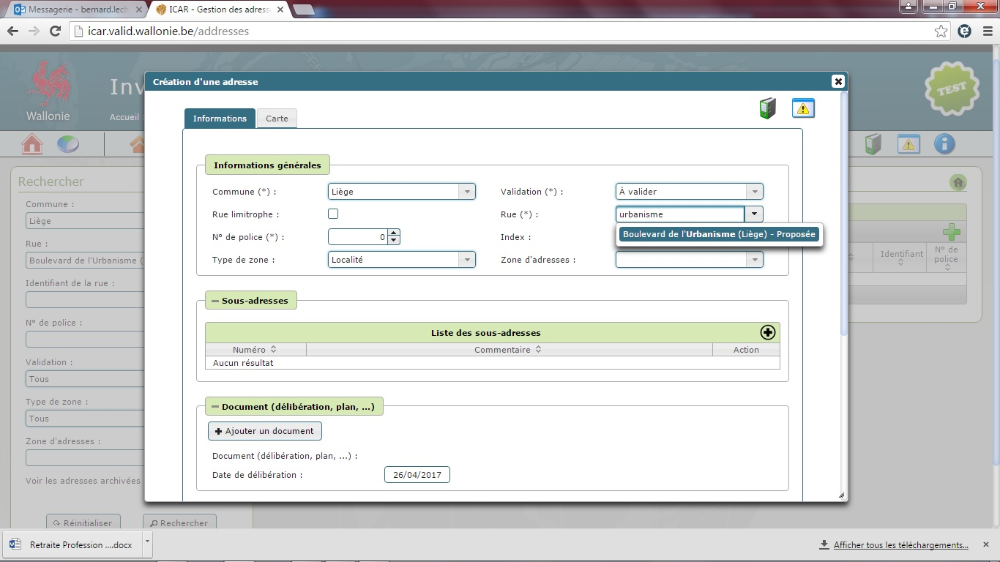 Messagerie - bernard.lech
ICAR - Gestion des adress
icar.valid.wallonie.be/addresses
Wallonie
Inv
Accueil :
TEST
Création d'une adresse
Informations
Carte
Informations générales
Commune (*) :
Liège
Validation (*) :
À valider
Rue limitrophe :
Rue (*) :
urbanisme
N° de police (*) :
0
Index :
Boulevard de l'Urbanisme (Liège) - Proposée
Type de zone :
Localité
Zone d'adresses :
Sous-adresses
Liste des sous-adresses
Numéro
Commentaire
Action
Aucun résultat
Document (délibération, plan, ...)
Ajouter un document
Document (délibération, plan, ...) :
Date de délibération :
26/04/2017
Rechercher
Commune :
Liège
Rue :
Boulevard de l'Urbanisme (
Identifiant de la rue :
N° de police :
Validation :
Tous
Type de zone :
Tous
Zone d'adresses :
Voir les adresses archivées
Réinitialiser
Rechercher
Identifiant
N° de
police
Retraite Profession ....docx
Afficher tous les téléchargements...